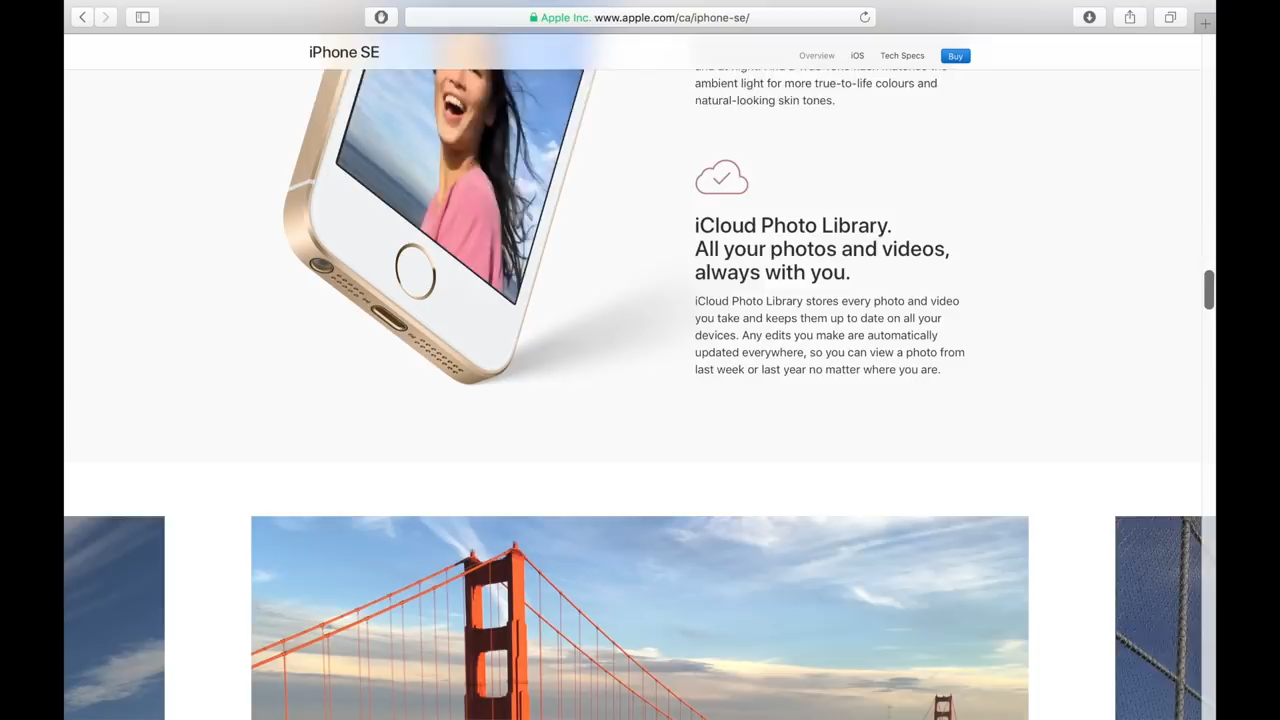 Apple Inc. www.apple.com/ca/iphone-se/
iPhone SE
Overview
iOS
Tech Specs
Buy
ambient light for more true-to-life colours and
natural-looking skin tones.
iCloud Photo Library.
All your photos and videos,
always with you.
iCloud Photo Library stores every photo and video
you take and keeps them up to date on all your
devices. Any edits you make are automatically
updated everywhere, so you can view a photo from
last week or last year no matter where you are.